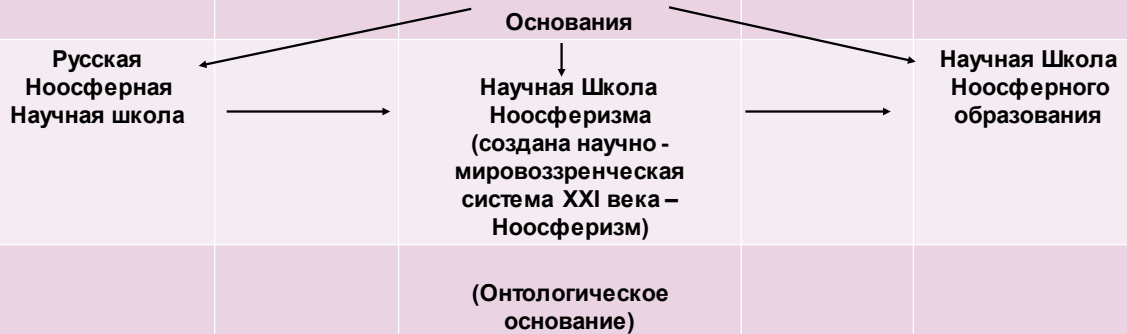 Основания
Русская
Ноосферная
Научная школа
Научная Школа
Ноосферизма
(создана научно -
мировоззренческая
система XXI века –
Ноосферизм)
Научная Школа
Ноосферного
образования
(Онтологическое
основание)